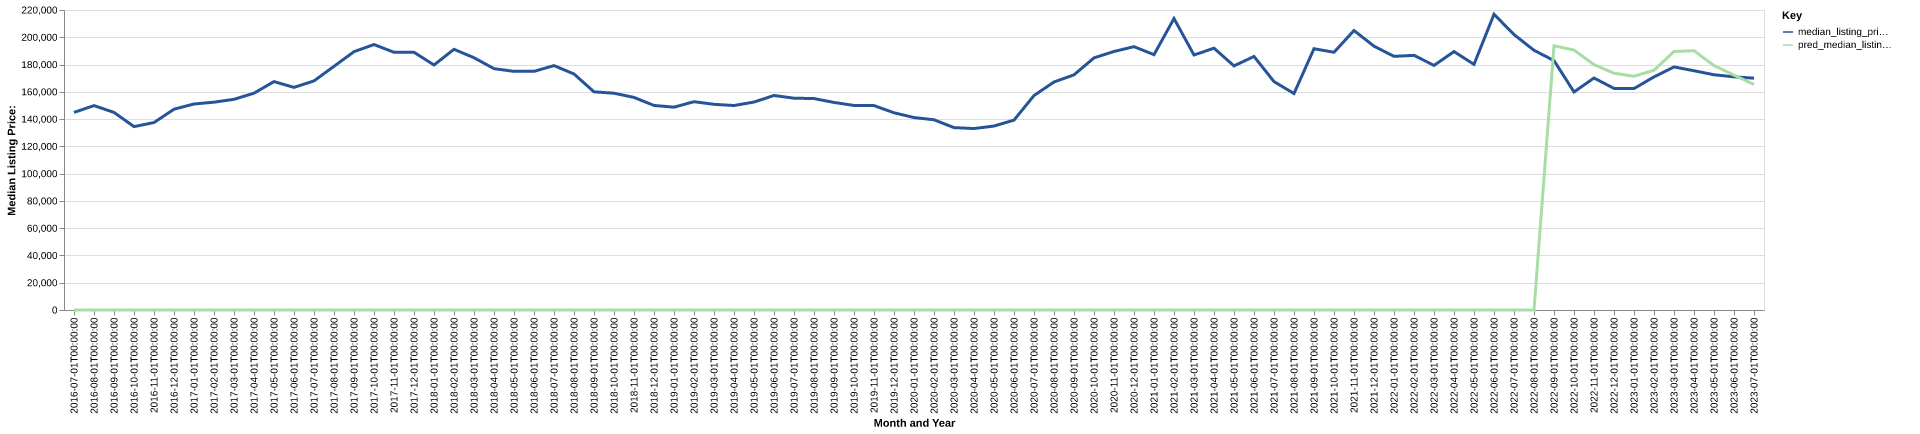 220,000
200,000
180,000
160,000
140,000
120,000
100,000
80,000
60,000
40,000
20,000
0
Median Listing Price:
2016-07-01T00:00:00
2016-08-01T00:00:00
2016-09-01T00:00:00
2016-10-01T00:00:00
2016-11-01T00:00:00
2016-12-01T00:00:00
2017-01-01T00:00:00
2017-02-01T00:00:00
2017-03-01T00:00:00
2017-04-01T00:00:00
2017-05-01T00:00:00
2017-06-01T00:00:00
2017-07-01T00:00:00
2017-08-01T00:00:00
2017-09-01T00:00:00
2017-10-01T00:00:00
2017-11-01T00:00:00
2017-12-01T00:00:00
2018-01-01T00:00:00
2018-02-01T00:00:00
2018-03-01T00:00:00
2018-04-01T00:00:00
2018-05-01T00:00:00
2018-06-01T00:00:00
2018-07-01T00:00:00
2018-08-01T00:00:00
2018-09-01T00:00:00
2018-10-01T00:00:00
2018-11-01T00:00:00
2018-12-01T00:00:00
2019-01-01T00:00:00
2019-02-01T00:00:00
2019-03-01T00:00:00
2019-04-01T00:00:00
2019-05-01T00:00:00
2019-06-01T00:00:00
2019-07-01T00:00:00
2019-08-01T00:00:00
2019-09-01T00:00:00
2019-10-01T00:00:00
2019-11-01T00:00:00
2019-12-01T00:00:00
2020-01-01T00:00:00
2020-02-01T00:00:00
2020-03-01T00:00:00
2020-04-01T00:00:00
2020-05-01T00:00:00
2020-06-01T00:00:00
2020-07-01T00:00:00
2020-08-01T00:00:00
2020-09-01T00:00:00
2020-10-01T00:00:00
2020-11-01T00:00:00
2020-12-01T00:00:00
2021-01-01T00:00:00
2021-02-01T00:00:00
2021-03-01T00:00:00
2021-04-01T00:00:00
2021-05-01T00:00:00
2021-06-01T00:00:00
2021-07-01T00:00:00
2021-08-01T00:00:00
2021-09-01T00:00:00
2021-10-01T00:00:00
2021-11-01T00:00:00
2021-12-01T00:00:00
2022-01-01T00:00:00
2022-02-01T00:00:00
2022-03-01T00:00:00
2022-04-01T00:00:00
2022-05-01T00:00:00
2022-06-01T00:00:00
2022-07-01T00:00:00
2022-08-01T00:00:00
2022-09-01T00:00:00
2022-10-01T00:00:00
2022-11-01T00:00:00
2022-12-01T00:00:00
2023-01-01T00:00:00
2023-02-01T00:00:00
2023-03-01T00:00:00
2023-04-01T00:00:00
2023-05-01T00:00:00
2023-06-01T00:00:00
2023-07-01T00:00:00
Month and Year
Key
median_listing_pri…
pred_median_listin…